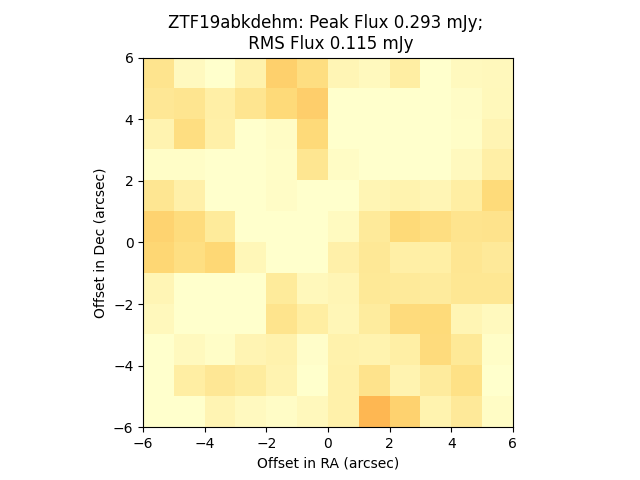 ZTF19abkdehm: Peak Flux 0.293 mJy;
RMS Flux 0.115 mJy
6
4
2
0
−2
−4
−6
Offset in Dec (arcsec)
−6 −4 −2 0 2 4 6
Offset in RA (arcsec)